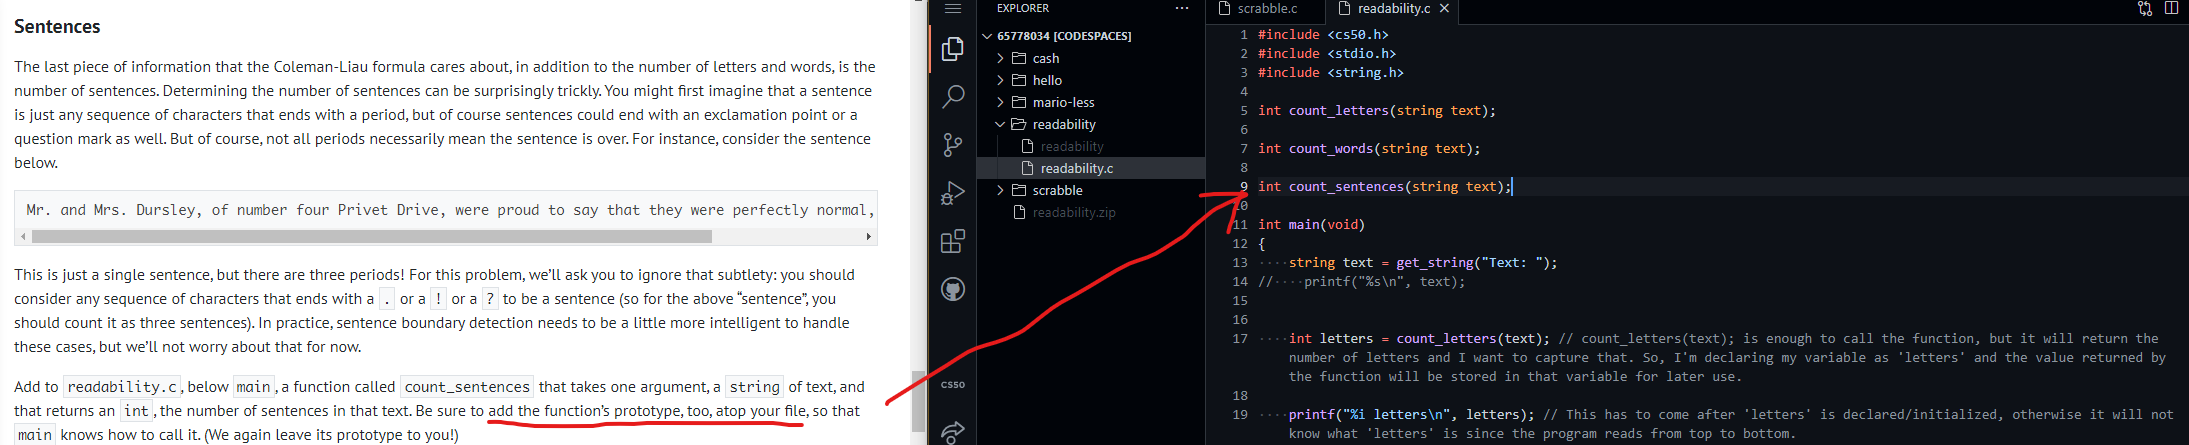 Sentences
The last piece of information that the Coleman-Liau formula cares about, in addition to the number of letters and words, is the
number of sentences. Determining the number of sentences can be surprisingly trickly. You might first imagine that a sentence
is just any sequence of characters that ends with a period, but of course sentences could end with an exclamation point or a
question mark as well. But of course, not all periods necessarily mean the sentence is over. For instance, consider the sentence
below.
Mr. and Mrs. Dursley, of number four Privet Drive, were proud to say that they were perfectly normal,
This is just a single sentence, but there are three periods! For this problem, we’ll ask you to ignore that subtlety: you should
consider any sequence of characters that ends with a . or a ! or a ? to be a sentence (so for the above “sentence”, you
should count it as three sentences). In practice, sentence boundary detection needs to be a little more intelligent to handle
these cases, but we’ll not worry about that for now.
Add to readability.c, below main, a function called count_sentences that takes one argument, a string of text, and
that returns an int, the number of sentences in that text. Be sure to add the function’s prototype, too, atop your file, so that
main knows how to call it. (We again leave its prototype to you!)
CS50
EXPLORER ...
65778034 [CODESPACES]
cash
hello
mario-less
readability
readability
readability.c
scrabble
readability.zip
scrabble.c
readability.c
1 #include <cs50.h>
2 #include <stdio.h>
3 #include <string.h>
4
5 int count_letters(string text);
6
7 int count_words(string text);
8
9 int count_sentences(string text);
10
11 int main(void)
12 {
13 ····string text = get_string("Text: ");
14 //····printf("%s\n", text);
15
16
17 ····int letters = count_letters(text); // count_letters(text); is enough to call the function, but it will return the
number of letters and I want to capture that. So, I'm declaring my variable as 'letters' and the value returned by
the function will be stored in that variable for later use.
18
19 ····printf("%i letters\n", letters); // This has to come after 'letters' is declared/initialized, otherwise it will not
know what 'letters' is since the program reads from top to bottom.